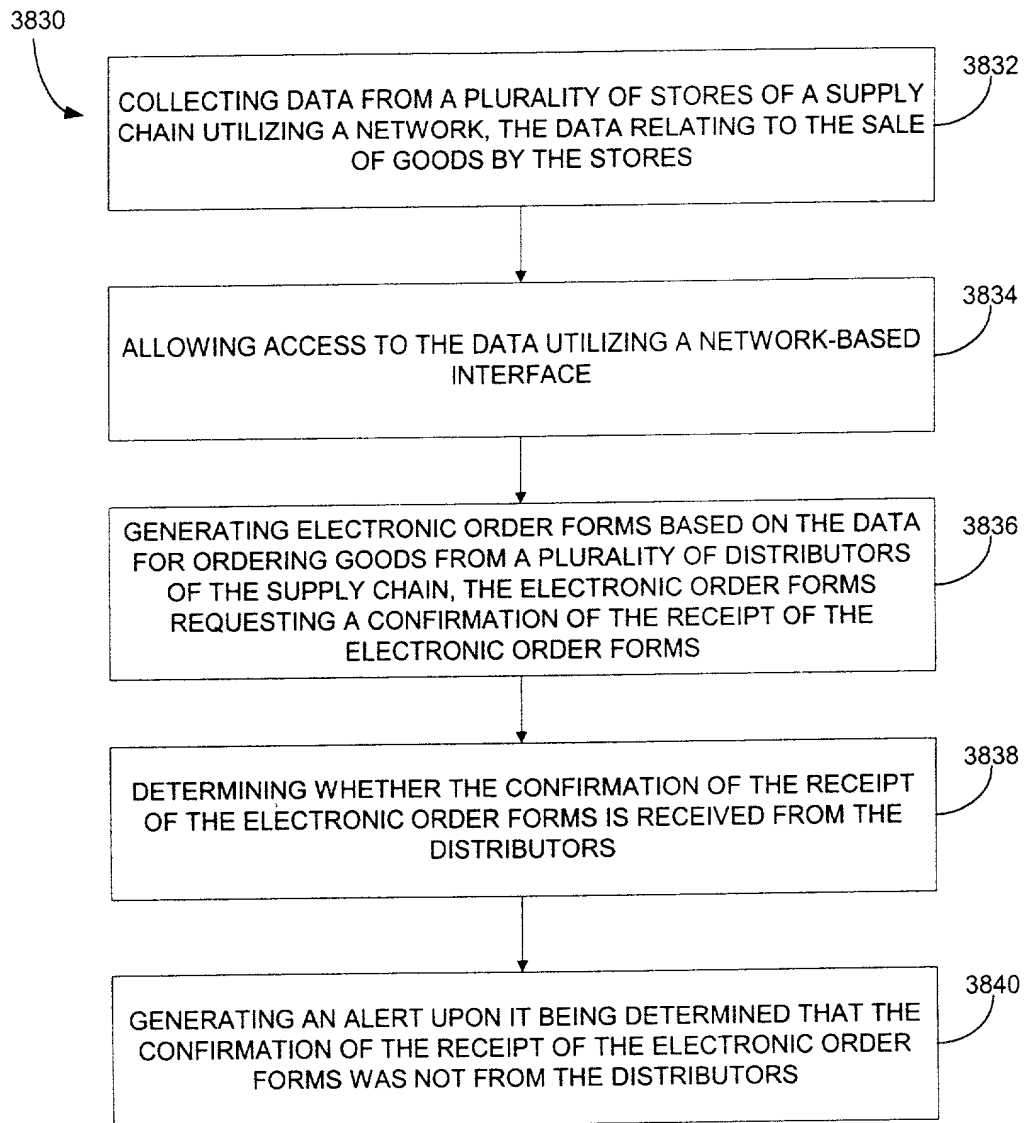 3830
3832
COLLECTING DATA FROM A PLURALITY OF STORES OF A SUPPLY
CHAIN UTILIZING A NETWORK, THE DATA RELATING TO THE SALE
OF GOODS BY THE STORES
3834
ALLOWING ACCESS TO THE DATA UTILIZING A NETWORK-BASED
INTERFACE
3836
GENERATING ELECTRONIC ORDER FORMS BASED ON THE DATA
FOR ORDERING GOODS FROM A PLURALITY OF DISTRIBUTORS
OF THE SUPPLY CHAIN, THE ELECTRONIC ORDER FORMS
REQUESTING A CONFIRMATION OF THE RECEIPT OF THE
ELECTRONIC ORDER FORMS
3838
DETERMINING WHETHER THE CONFIRMATION OF THE RECEIPT
OF THE ELECTRONIC ORDER FORMS IS RECEIVED FROM THE
DISTRIBUTORS
3840
GENERATING AN ALERT UPON IT BEING DETERMINED THAT THE
CONFIRMATION OF THE RECEIPT OF THE ELECTRONIC ORDER
FORMS WAS NOT FROM THE DISTRIBUTORS